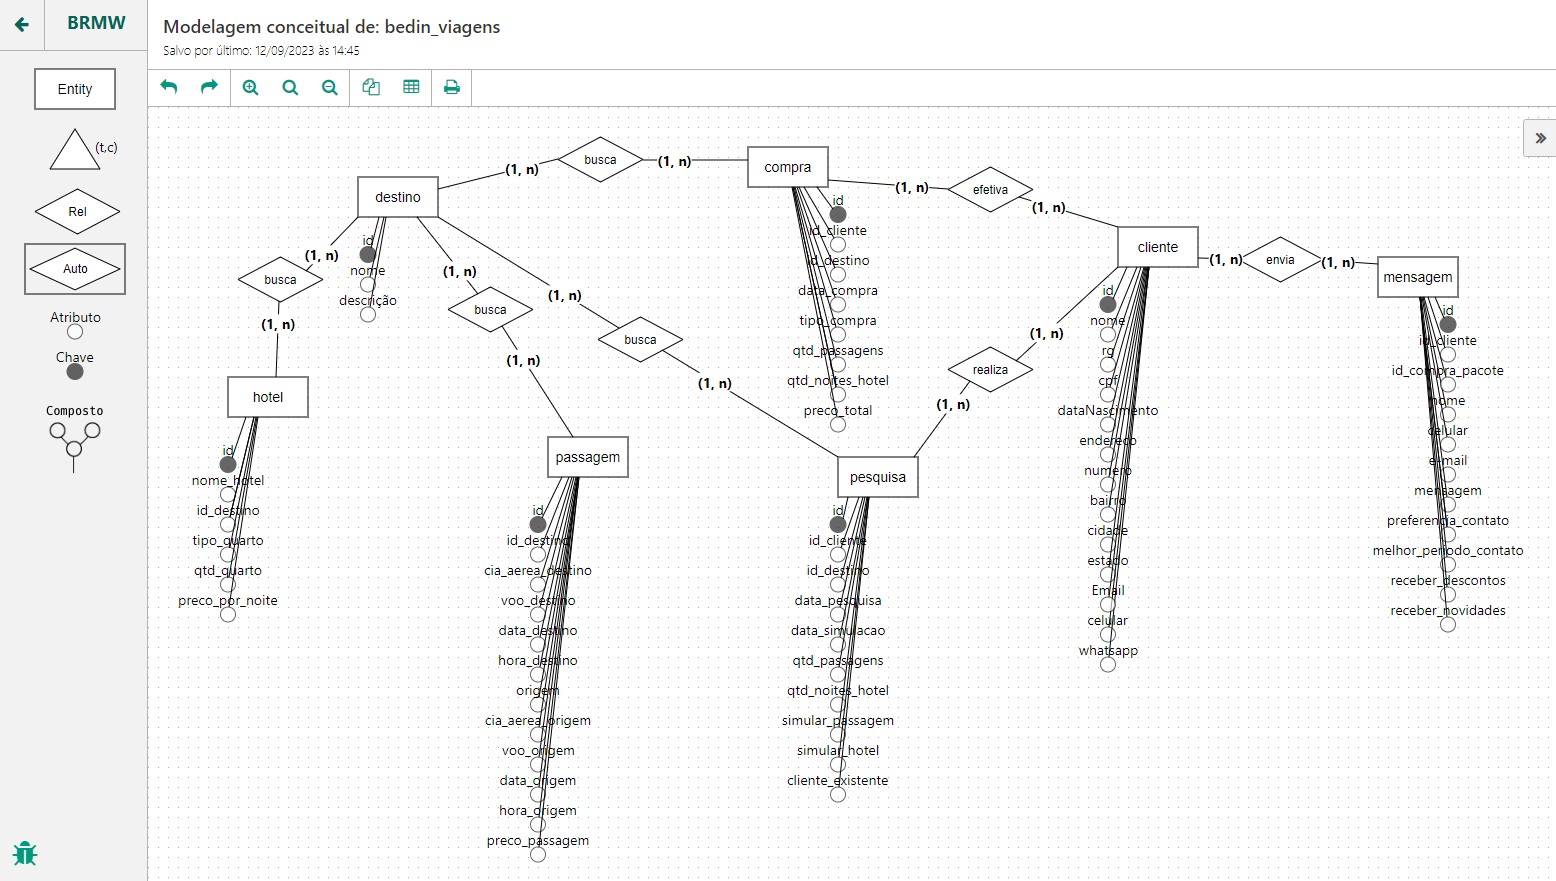 BRMW
Modelagem conceitual de: bedin_viagens
Salvo por último: 12/09/2023 às 14:45
Entity
(t,c)
Rel
Auto
Atributo
Chave
Composto
destino
id
nome
descrição
(1, n)
busca
(1, n)
compra
id
id_cliente
id_destino
data_compra
tipo_compra
qtd_passagens
qtd_noites_hotel
preco_total
(1, n)
efetiva
(1, n)
cliente
id
nome
rg
cpf
dataNascimento
endereco
numero
bairro
cidade
estado
Email
celular
whatsapp
(1, n)
envia
(1, n)
mensagem
id
id_cliente
id_compra_pacote
nome
celular
e-mail
mensagem
preferencia_contato
melhor_periodo_contato
receber_descontos
receber_novidades
(1, n)
busca
(1, n)
hotel
id
nome_hotel
id_destino
tipo_quarto
qtd_quarto
preco_por_noite
(1, n)
busca
(1, n)
passagem
id
id_destino
cia_aerea_destino
voo_destino
data_destino
hora_destino
origem
cia_aerea_origem
voo_origem
data_origem
hora_origem
preco_passagem
(1, n)
busca
(1, n)
pesquisa
id
id_cliente
id_destino
data_pesquisa
data_simulacao
qtd_passagens
qtd_noites_hotel
simular_passagem
simular_hotel
cliente_existente
(1, n)
realiza
(1, n)